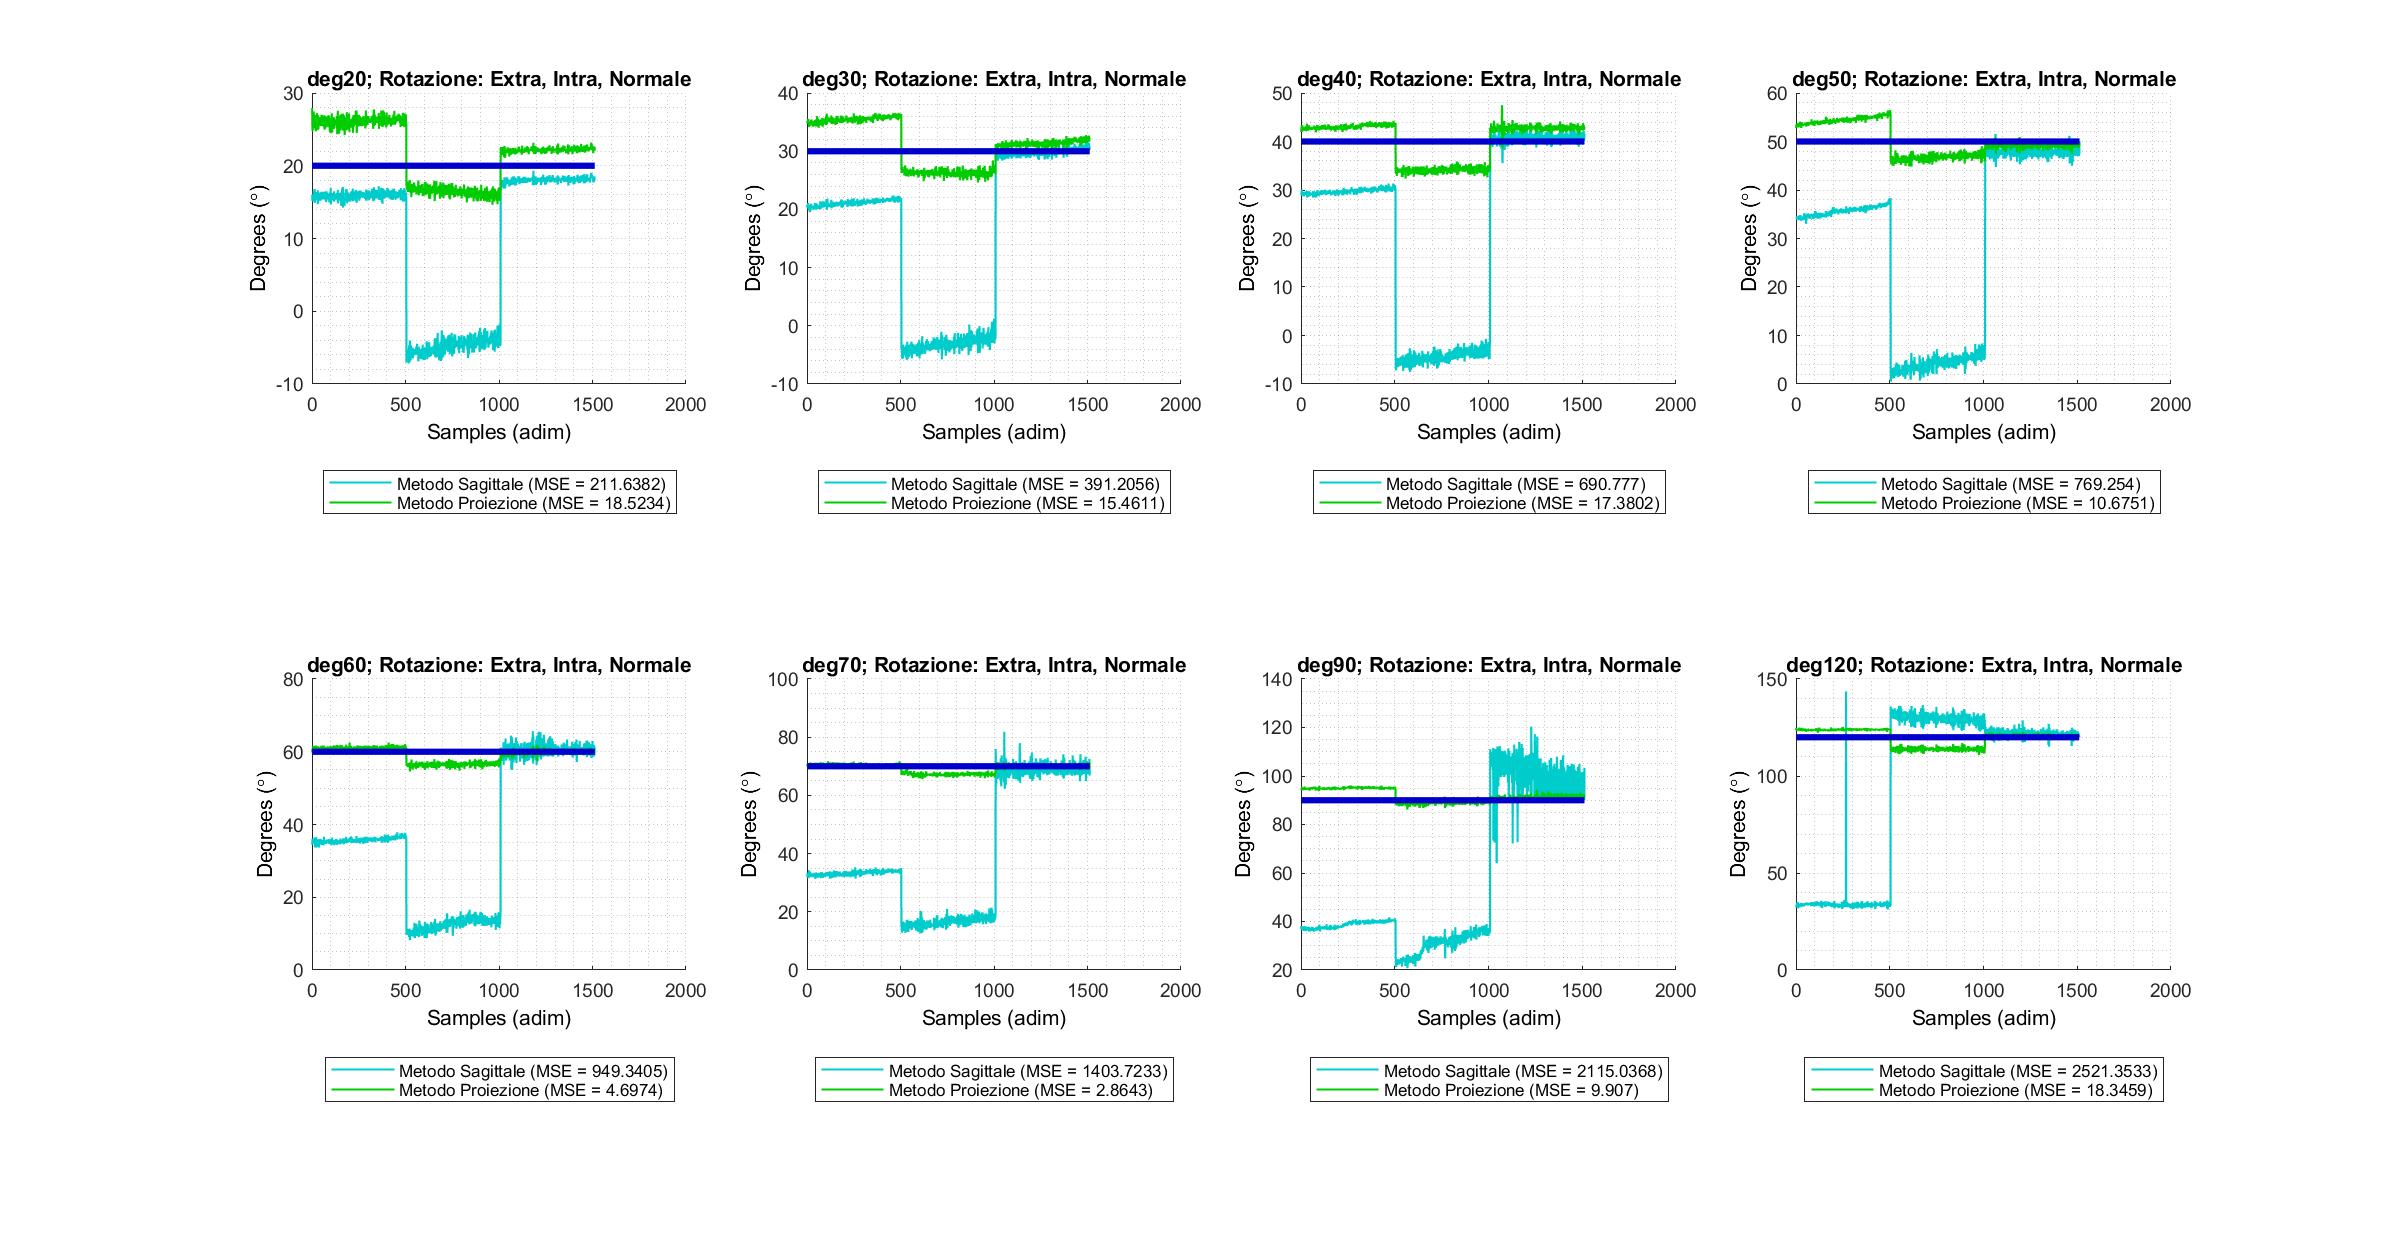 deg20; Rotazione: Extra, Intra, Normale
30
20
10
0
-10
Degrees (°)
0 500 1000 1500 2000
Samples (adim)
Metodo Sagittale (MSE = 211.6382)
Metodo Proiezione (MSE = 18.5234)
deg30; Rotazione: Extra, Intra, Normale
40
30
20
10
0
-10
Degrees (°)
0 500 1000 1500 2000
Samples (adim)
Metodo Sagittale (MSE = 391.2056)
Metodo Proiezione (MSE = 15.4611)
deg40; Rotazione: Extra, Intra, Normale
50
40
30
20
10
0
-10
Degrees (°)
0 500 1000 1500 2000
Samples (adim)
Metodo Sagittale (MSE = 690.777)
Metodo Proiezione (MSE = 17.3802)
deg50; Rotazione: Extra, Intra, Normale
60
50
40
30
20
10
0
Degrees (°)
0 500 1000 1500 2000
Samples (adim)
Metodo Sagittale (MSE = 769.254)
Metodo Proiezione (MSE = 10.6751)
deg60; Rotazione: Extra, Intra, Normale
80
60
40
20
0
Degrees (°)
0 500 1000 1500 2000
Samples (adim)
Metodo Sagittale (MSE = 949.3405)
Metodo Proiezione (MSE = 4.6974)
deg70; Rotazione: Extra, Intra, Normale
100
80
60
40
20
0
Degrees (°)
0 500 1000 1500 2000
Samples (adim)
Metodo Sagittale (MSE = 1403.7233)
Metodo Proiezione (MSE = 2.8643)
deg90; Rotazione: Extra, Intra, Normale
140
120
100
80
60
40
20
Degrees (°)
0 500 1000 1500 2000
Samples (adim)
Metodo Sagittale (MSE = 2115.0368)
Metodo Proiezione (MSE = 9.907)
deg120; Rotazione: Extra, Intra, Normale
150
100
50
0
Degrees (°)
0 500 1000 1500 2000
Samples (adim)
Metodo Sagittale (MSE = 2521.3533)
Metodo Proiezione (MSE = 18.3459)